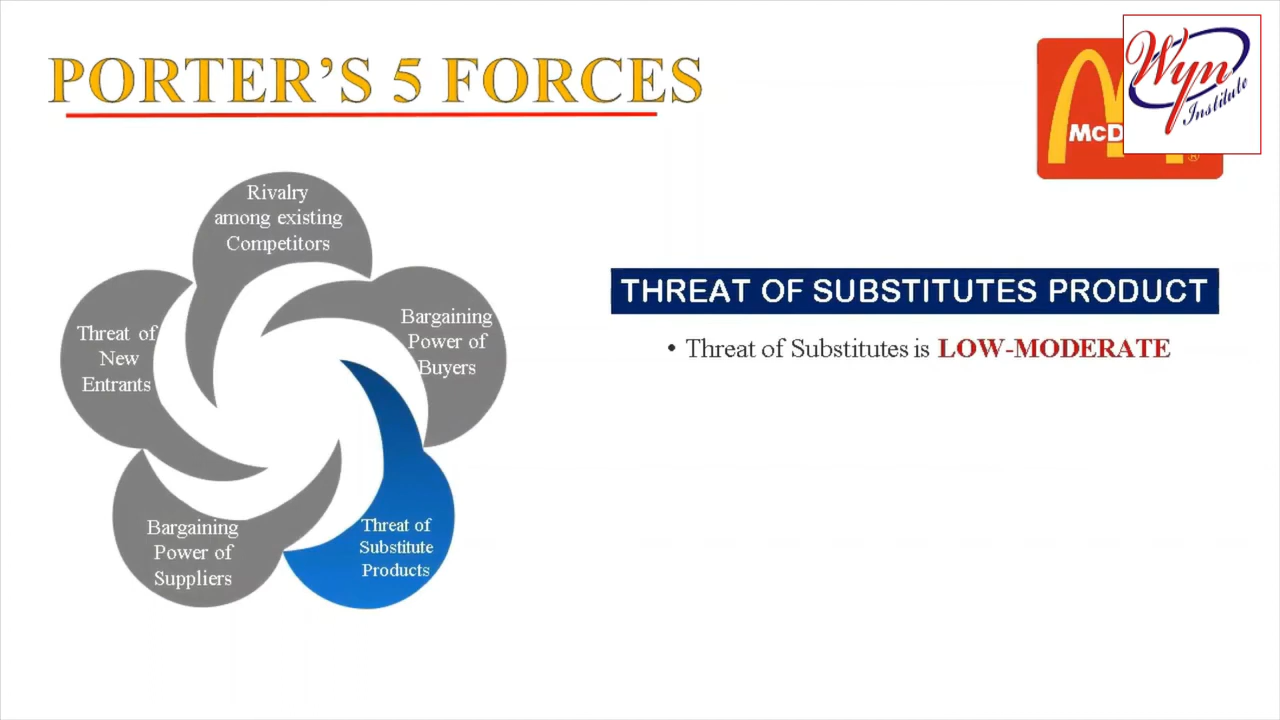 PORTER'S 5 FORCES
McD
Wyn
Institute
®
Rivalry
among existing
Competitors
Bargaining
Power of
Buyers
Threat of
New
Entrants
Bargaining
Power of
Suppliers
Threat of
Substitute
Products
THREAT OF SUBSTITUTES PRODUCT
• Threat of Substitutes is LOW-MODERATE